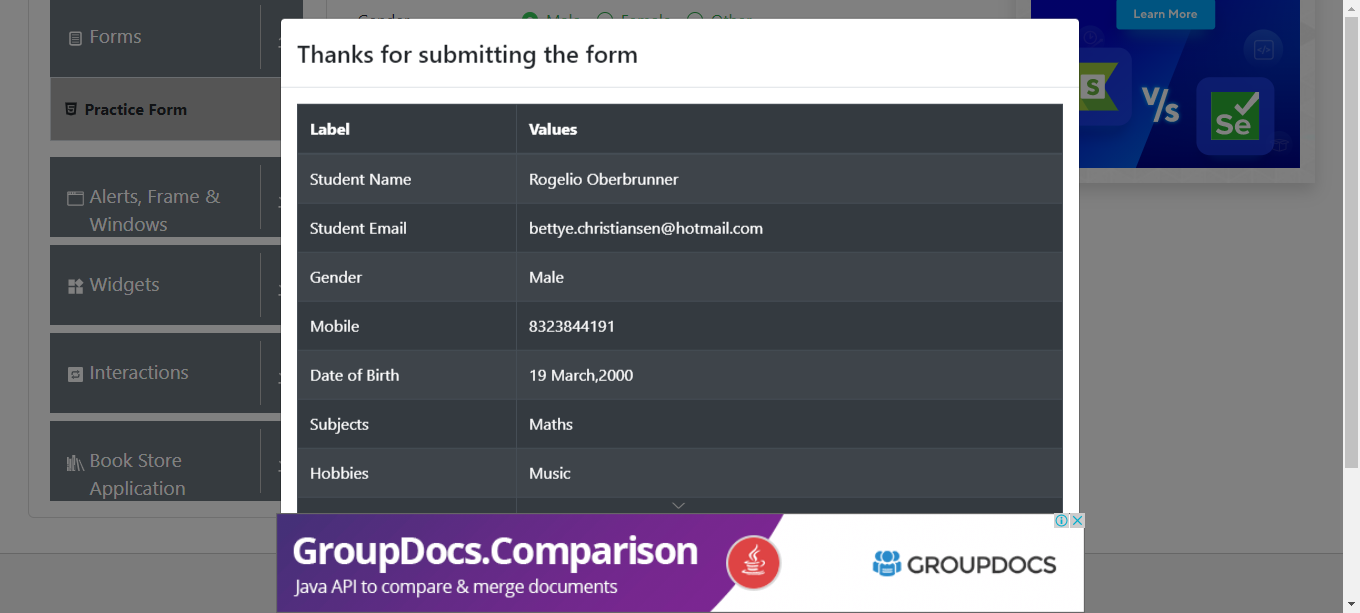 Gender Male Female Other
Learn More
Forms
Thanks for submitting the form
Practice Form
Label Values
S V/s Se
Student Name Rogelio Oberbrunner
Alerts, Frame &
Windows
Student Email bettye.christiansen@hotmail.com
Gender Male
Widgets
Mobile 8323844191
Interactions
Date of Birth 19 March,2000
Subjects Maths
Book Store
Application
Hobbies Music
GroupDocs.Comparison
Java API to compare & merge documents
GROUPDOCS